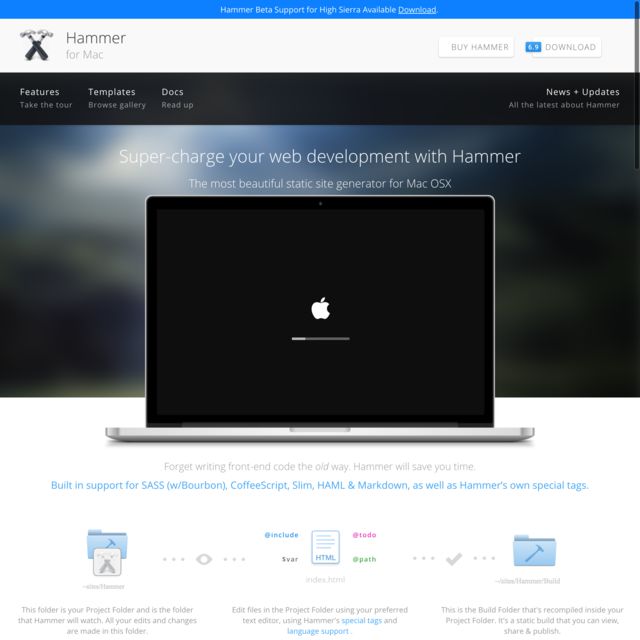 Hammer Beta Support for High Sierra Available Download.
Hammer
for Mac
BUY HAMMER
6.9 DOWNLOAD
Features
Take the tour
Templates
Browse gallery
Docs
Read up
News + Updates
All the latest about Hammer
Super-charge your web development with Hammer
The most beautiful static site generator for Mac OSX
Forget writing front-end code the old way. Hammer will save you time.
Built in support for SASS (w/Bourbon), CoffeeScript, Slim, HAML & Markdown, as well as Hammer's own special tags.
~/sites/Hammer
This folder is your Project Folder and is the folder
that Hammer will watch. All your edits and changes
are made in this folder.
@include
@todo
$var
HTML
@path
index.html
Edit files in the Project Folder using your preferred
text editor, using Hammer's special tags and
language support .
~/sites/Hammer/Build
This is the Build Folder that's recompiled inside your
Project Folder. It's a static build that you can view,
share & publish.